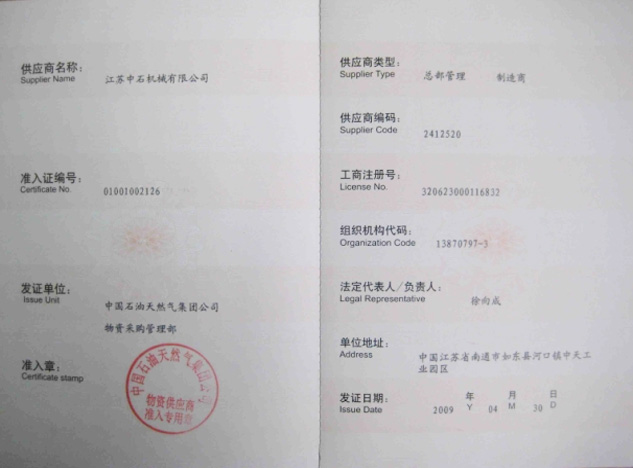 供应商名称:
Supplier Name
江苏中石机械有限公司
准入证编号:
Certificate No.
01001002126
发证单位:
Issue Unit
中国石油天然气集团公司
物资采购管理部
准入章:
Certificate stamp
中国石油天然气集团公司
物资供应商
准入专用章
供应商类型:
Supplier Type
总部管理 制造商
供应商编码:
Supplier Code
2412520
工商注册号:
License No.
320623000116832
组织机构代码:
Organization Code
13870797-3
法定代表人/负责人:
Legal Representative
徐向成
单位地址:
Address
中国江苏省南通市如东县河口镇中天工
业园区
发证日期:
Issue Date
2009 年 Y 04 月 M 30 日 D